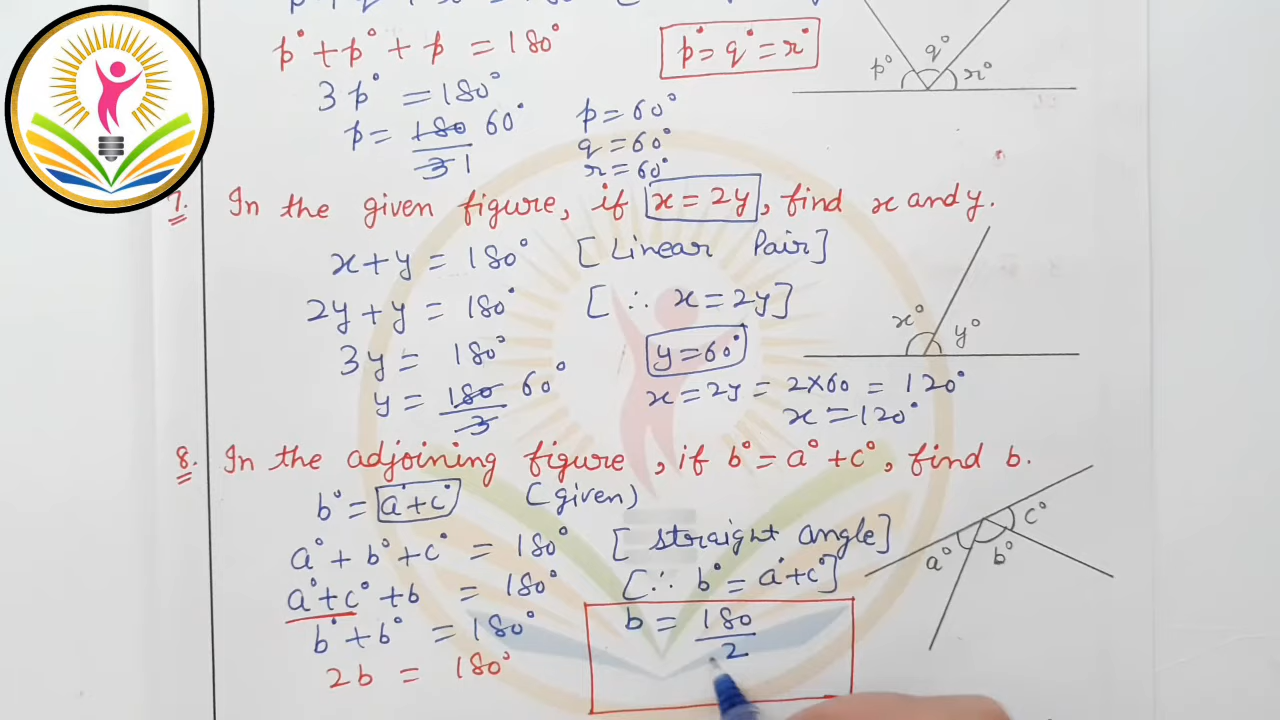 p° + p° + p = 180°
p° = q° = r°
p° q° r°
3p° = 180°
p = 180/3 60° 1
p = 60°
q = 60°
r = 60°
7. In the given figure, if x = 2y, find x and y.
x + y = 180° [Linear Pair]
2y + y = 180° [∴ x = 2y]
3y = 180°
y = 60°
y = 180/3 60°
x = 2y = 2×60 = 120°
x = 120°
x° y°
8. In the adjoining figure, if b° = a° + c°, find b.
b° = a° + c° (given)
a° + b° + c° = 180° [straight angle]
a° + c° + b = 180° [∵ b° = a° + c°]
b° + b° = 180°
2b = 180°
b = 180/2
a° b° c°